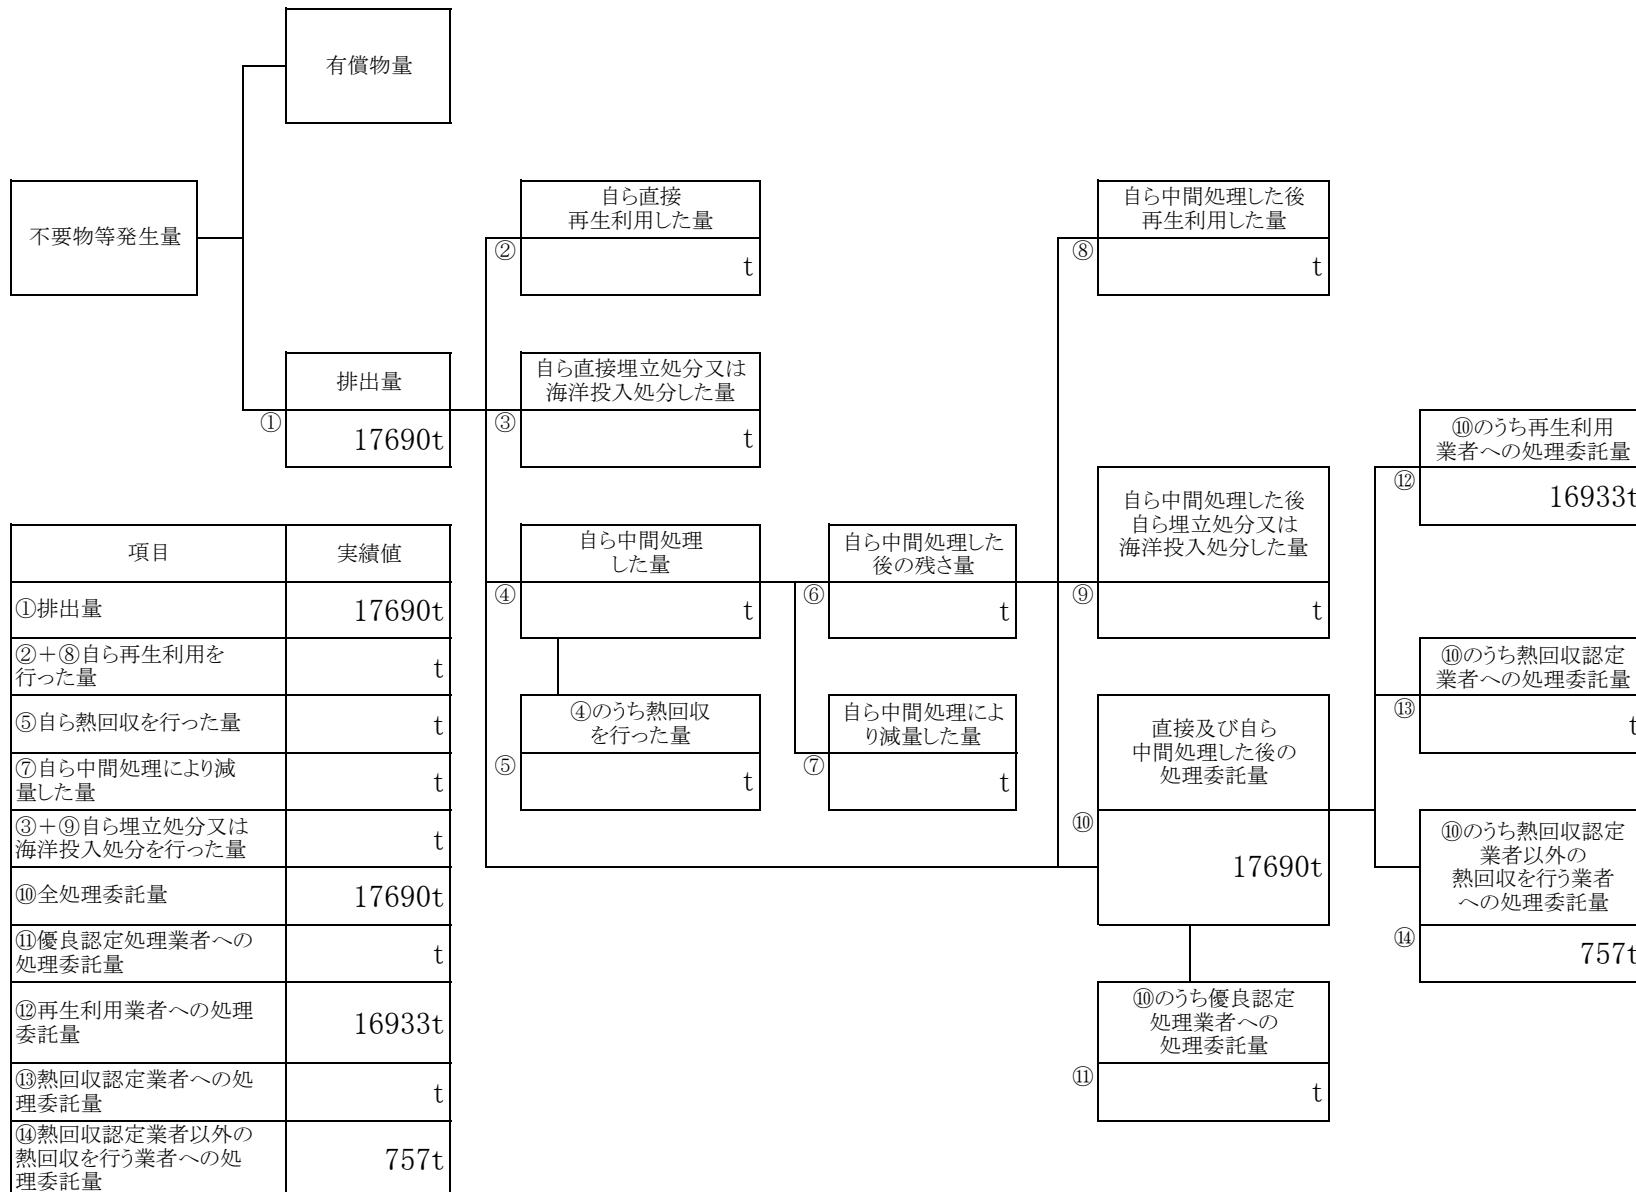 有償物量
不要物等発生量
自ら直接
再生利用した量
②
t
自ら中間処理した後
再生利用した量
⑧
t
排出量
①
17690t
自ら直接埋立処分又は
海洋投入処分した量
③
t
⑩のうち再生利用
業者への処理委託量
⑫
16933t
自ら中間処理した後
自ら埋立処分又は
海洋投入処分した量
⑨
t
自ら中間処理
した量
④
t
自ら中間処理した
後の残さ量
⑥
t
④のうち熱回収
を行った量
⑤
t
自ら中間処理によ
り減量した量
⑦
t
直接及び自ら
中間処理した後の
処理委託量
⑩
17690t
⑩のうち熱回収認定
業者への処理委託量
⑬
t
⑩のうち熱回収認定
業者以外の
熱回収を行う業者
への処理委託量
⑭
757t
⑩のうち優良認定
処理業者への
処理委託量
⑪
t
項目 実績値
①排出量 17690t
②+⑧自ら再生利用を
行った量
t
⑤自ら熱回収を行った量 t
⑦自ら中間処理により減
量した量
t
③+⑨自ら埋立処分又は
海洋投入処分を行った量
t
⑩全処理委託量 17690t
⑪優良認定処理業者への
処理委託量
t
⑫再生利用業者への処理
委託量
16933t
⑬熱回収認定業者への処
理委託量
t
⑭熱回収認定業者以外の
熱回収を行う業者への処
理委託量
757t